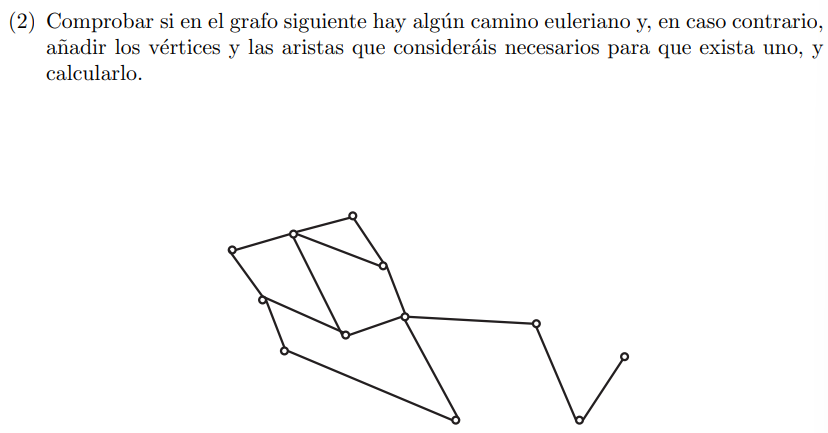 (2) Comprobar si en el grafo siguiente hay algún camino euleriano y, en caso contrario,
añadir los vértices y las aristas que consideráis necesarios para que exista uno, y
calcularlo.